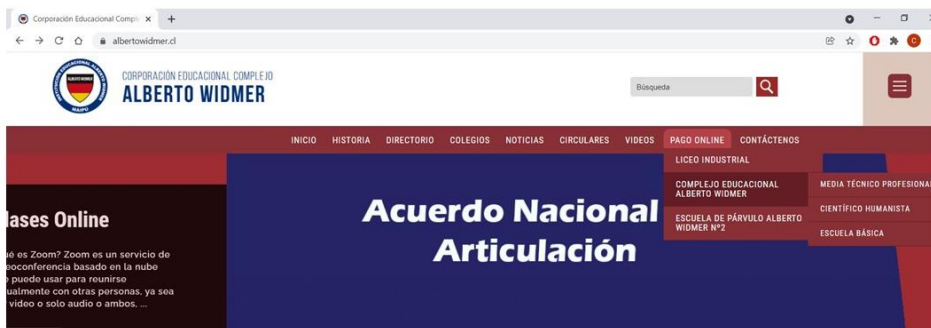 Corporación Educacional Compl
albertowidmer.cl
CORPORACIÓN EDUCACIONAL COMPLEJO
ALBERTO WIDMER
MAIPÚ
Búsqueda
INICIO HISTORIA DIRECTORIO COLEGIOS NOTICIAS CIRCULARES VIDEOS PAGO ONLINE CONTÁCTENOS
LICEO INDUSTRIAL
COMPLEJO EDUCACIONAL
ALBERTO WIDMER
ESCUELA DE PÁRVULO ALBERTO
WIDMER Nº2
MEDIA TÉCNICO PROFESIONAL
CIENTÍFICO HUMANISTA
ESCUELA BÁSICA
lases Online
é es Zoom? Zoom es un servicio de
eoconferencia basado en la nube
puede usar para reunirse
ualmente con otras personas, ya sea
video o solo audio o ambos, ...
Acuerdo Nacional
Articulación